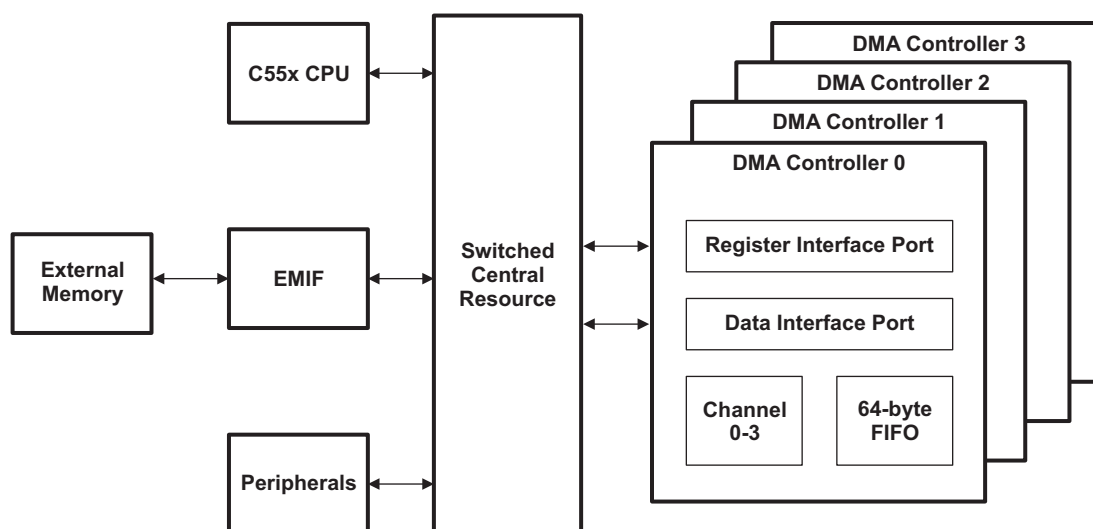 C55x CPU
External
Memory
EMIF
Peripherals
Switched
Central
Resource
DMA Controller 3
DMA Controller 2
DMA Controller 1
DMA Controller 0
Register Interface Port
Data Interface Port
Channel
0-3
64-byte
FIFO